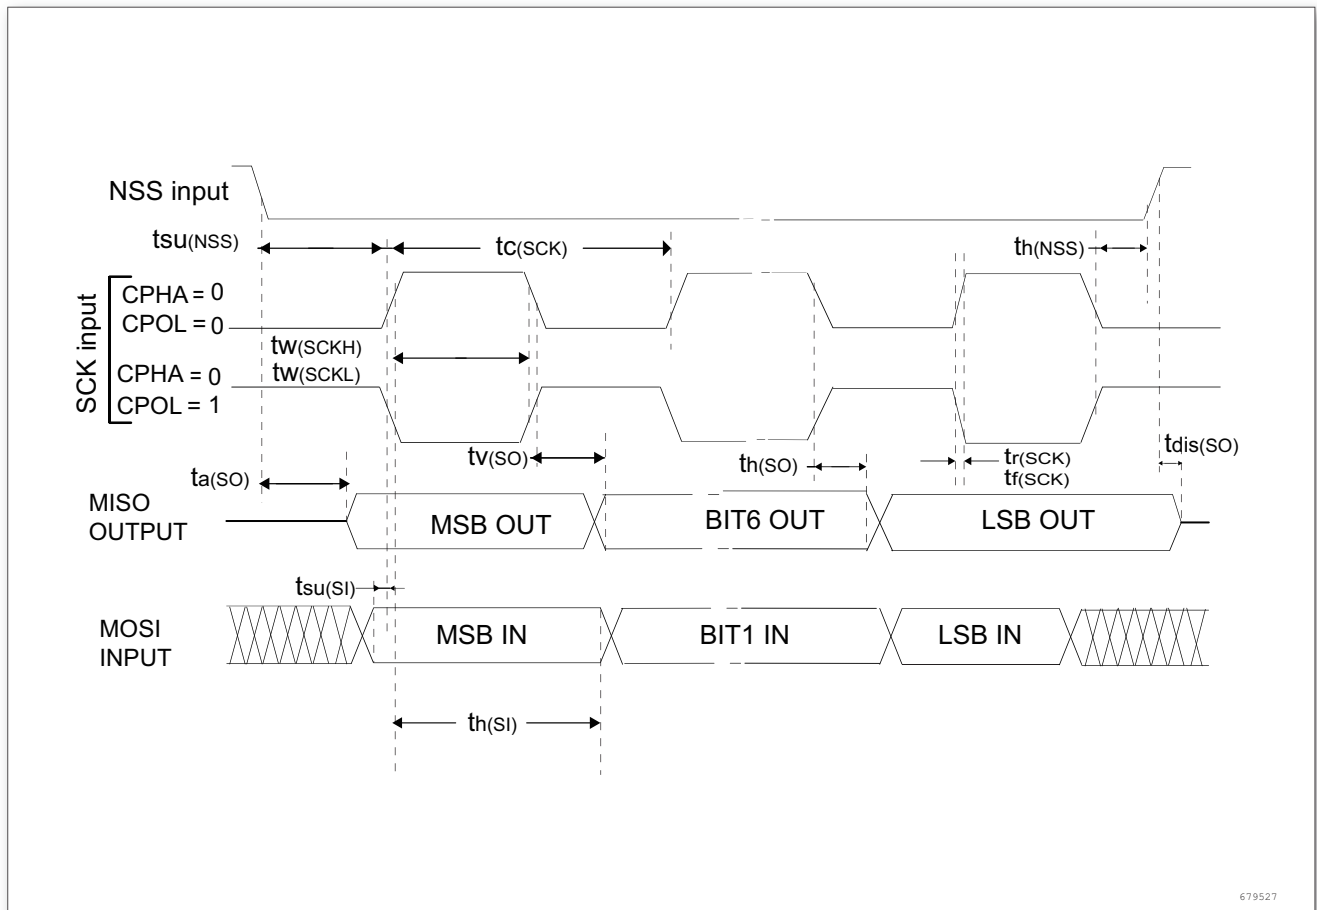 NSS input
tsu(NSS)
tc(SCK)
th(NSS)
SCK input
CPHA = 0
CPOL = 0
tw(SCKH)
tw(SCKL)
CPHA = 0
CPOL = 1
tv(SO)
th(SO)
tr(SCK)
tf(SCK)
tdis(SO)
ta(SO)
MISO
OUTPUT
MSB OUT
BIT6 OUT
LSB OUT
tsu(SI)
MOSI
INPUT
MSB IN
BIT1 IN
LSB IN
th(SI)
679527